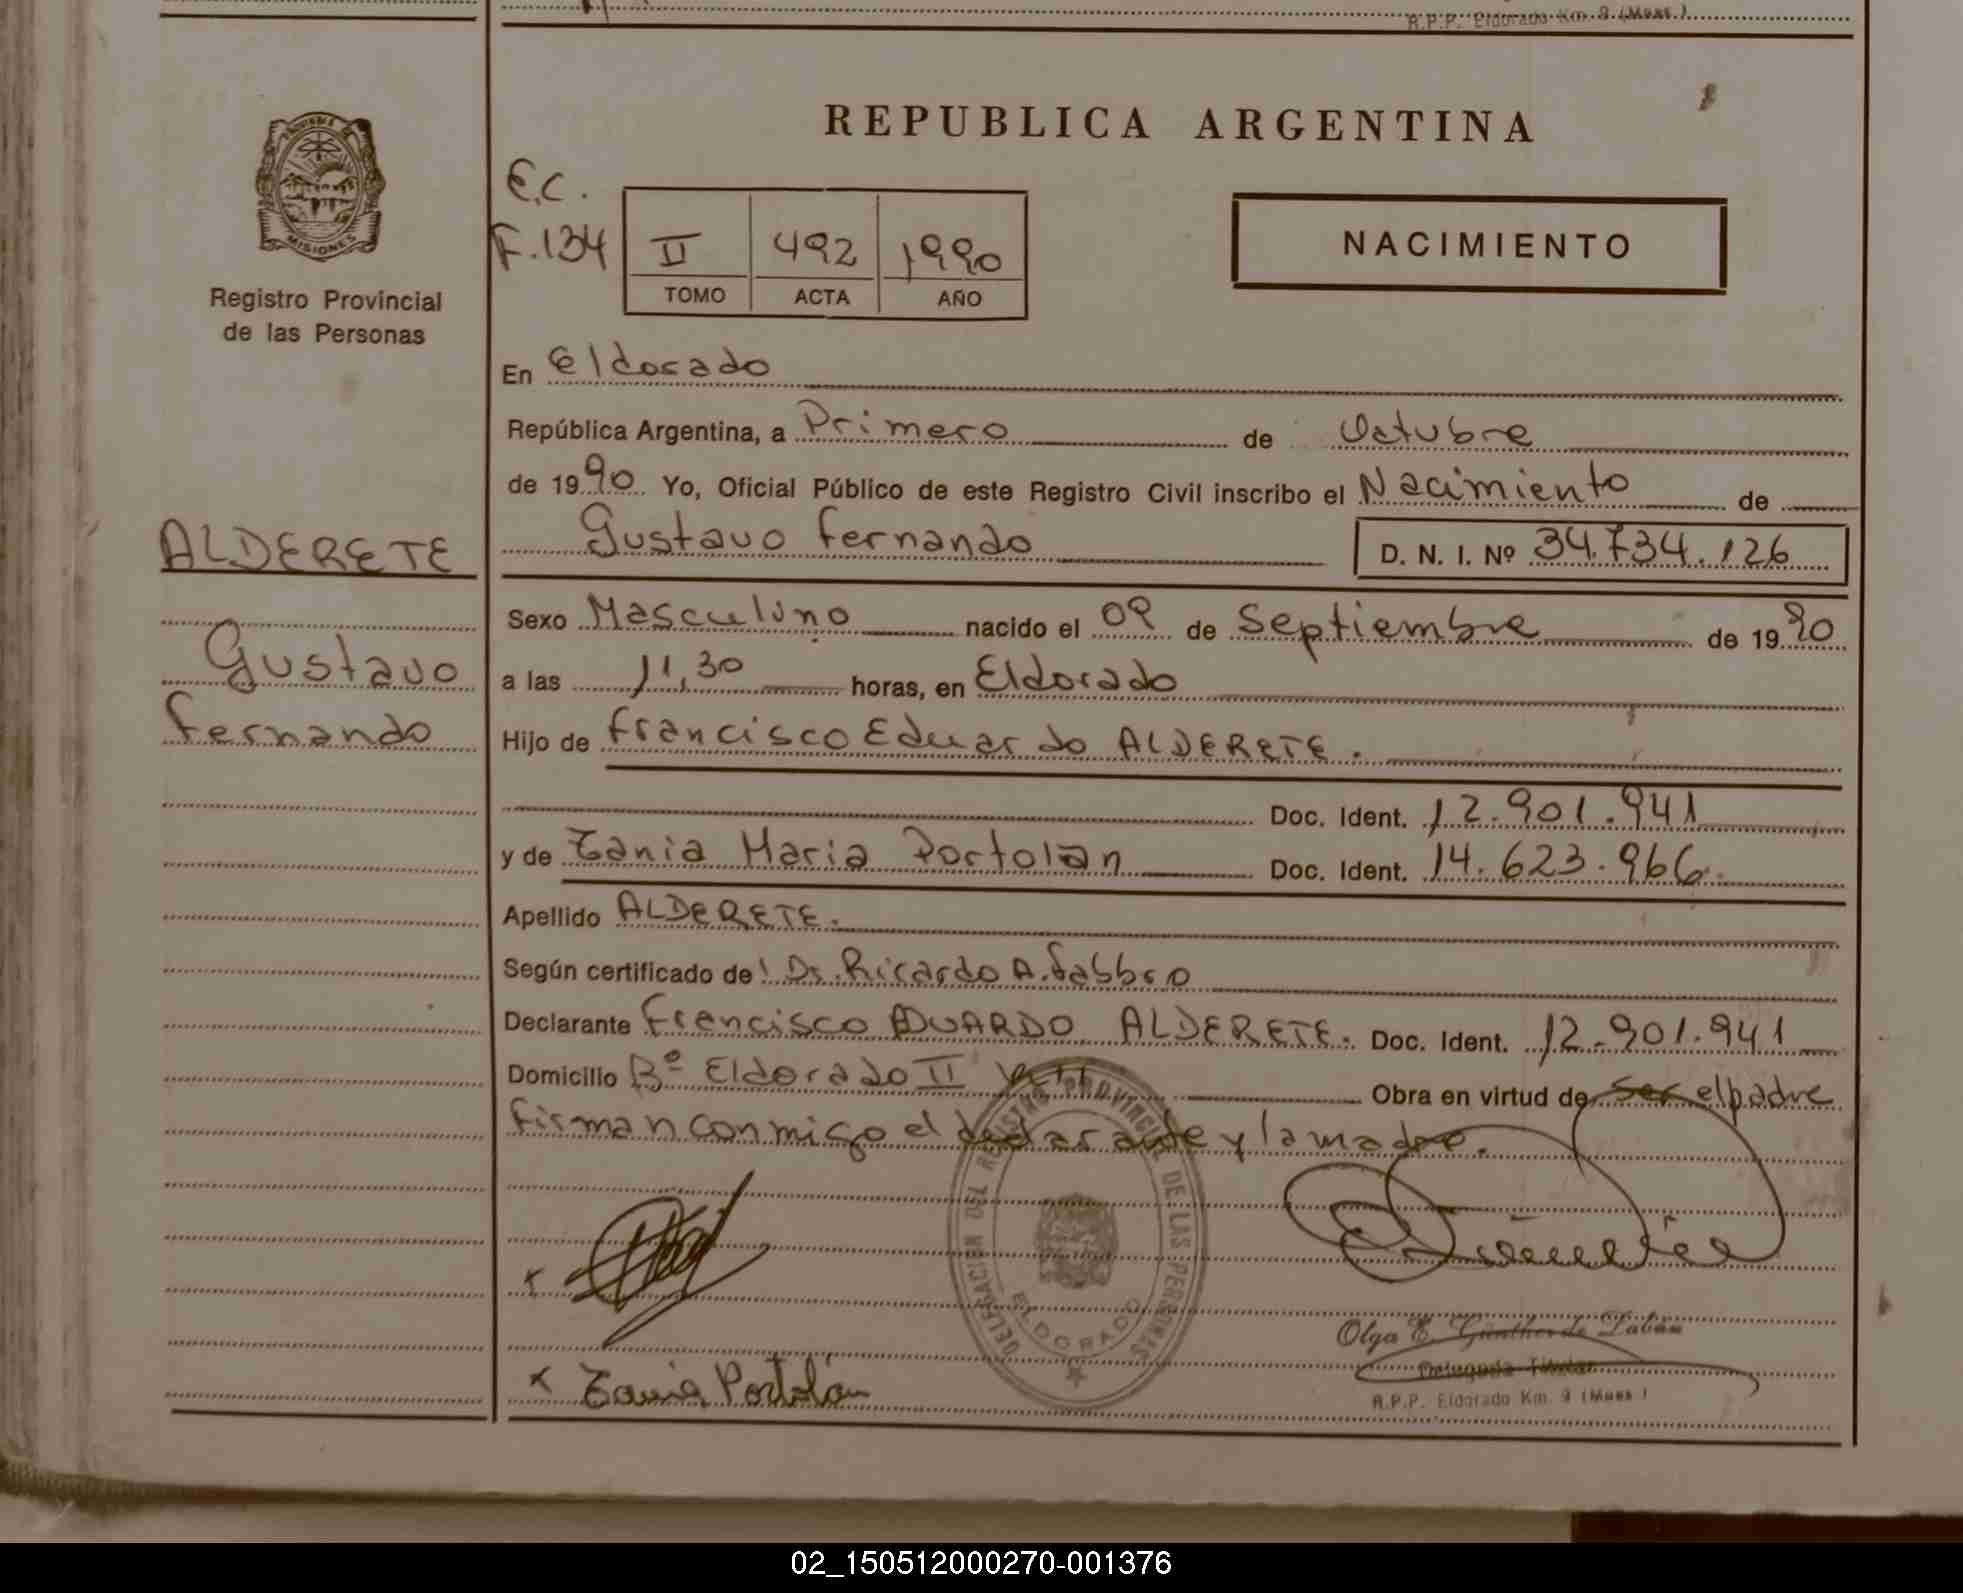 R.P.P. Eldorado Km. 9 (Mnes.)
REPUBLICA ARGENTINA
MISIONES
Registro Provincial
de las Personas
E.C.
F.134
II 492 1990
TOMO ACTA AÑO
NACIMIENTO
En Eldorado
República Argentina, a Primero de Octubre
de 1990 Yo, Oficial Público de este Registro Civil inscribo el Nacimiento de
Gustavo Fernando D. N. I. Nº 34.734.126
ALDERETE
Gustavo
Fernando
Sexo Masculino nacido el 09 de Septiembre de 1990
a las 11,30 horas, en Eldorado
Hijo de Francisco Eduardo ALDERETE.
Doc. Ident. 12.901.941
y de Tania Maria Portolan Doc. Ident. 14.623.966
Apellido ALDERETE.
Según certificado de: Dr. Ricardo A. Fabbro
Declarante Francisco EDUARDO ALDERETE. Doc. Ident. 12.901.941
Domicilio Bº Eldorado II Obra en virtud de ser el padre
firman conmigo el declarante y la madre.
DELEGACION DEL REGISTRO PROVINCIAL DE LAS PERSONAS
ELDORADO
x
x Tania Portolán
Olga E. Günther de
Delegada Titular
R.P.P. Eldorado Km. 9 (Mnes.)
02_150512000270-001376